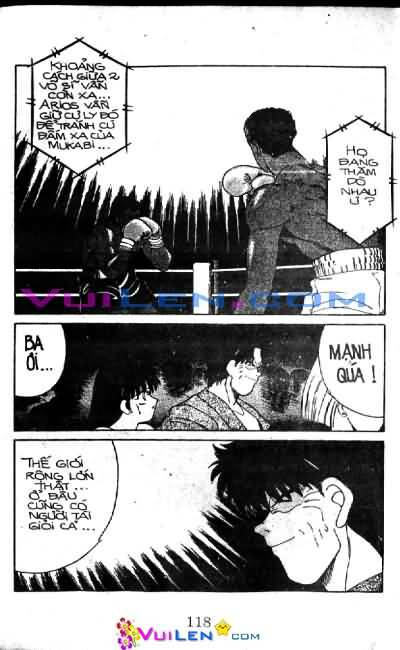 KHOẢNG
CÁCH GIỮA 2
VÕ SĨ VẪN
CÒN XA...
ARIOS VẪN
GIỮ CỰ LY ĐÓ
ĐỂ TRÁNH CÚ
ĐẤM XA CỦA
MUKABI...
HỌ
ĐANG
THĂM
DÒ
NHAU
Ư?
VUILEN.COM
BA
ƠI...
MẠNH
QUÁ!
THẾ GIỚI
RỘNG LỚN
THẬT...
Ở ĐÂU
CŨNG CÓ
NGƯỜI TÀI
GIỎI CẢ...
118
VUILEN.COM